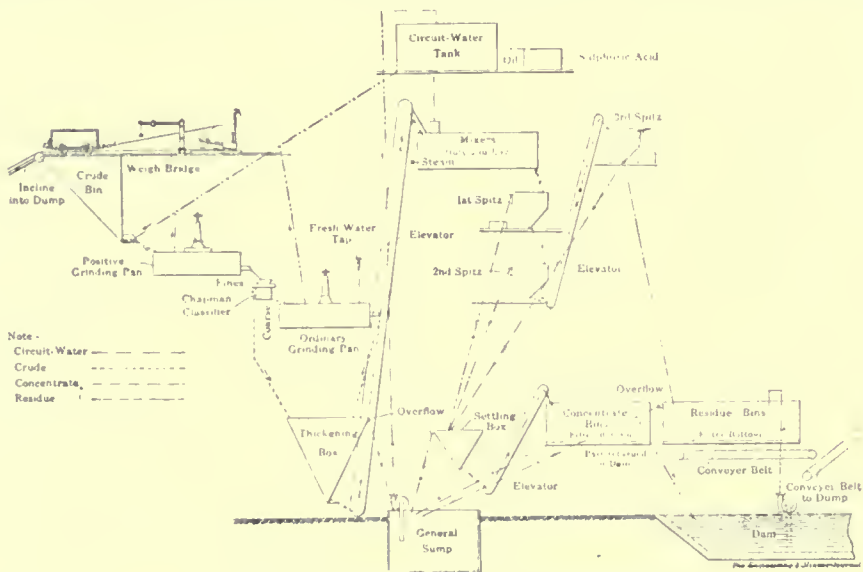 Circuit-Water
Tank
Oil
Sulphuric Acid
3rd Spitz
Mixers
Steam
Incline
into Dump
Crude
Bin
Weigh Bridge
1st Spitz
Fresh Water
Tap
Elevator
Positive
Grinding Pan
2nd Spitz
Elevator
Fines
Chapman
Classifier
Coarse
Ordinary
Grinding Pan
Note -
Circuit-Water
Crude
Concentrate
Residue
Overflow
Overflow
Settling
Box
Concentrate
Bins
Residue Bins
Thickening
Box
Conveyer Belt
Elevator
Conveyer Belt
to Dump
General
Sump
Dam